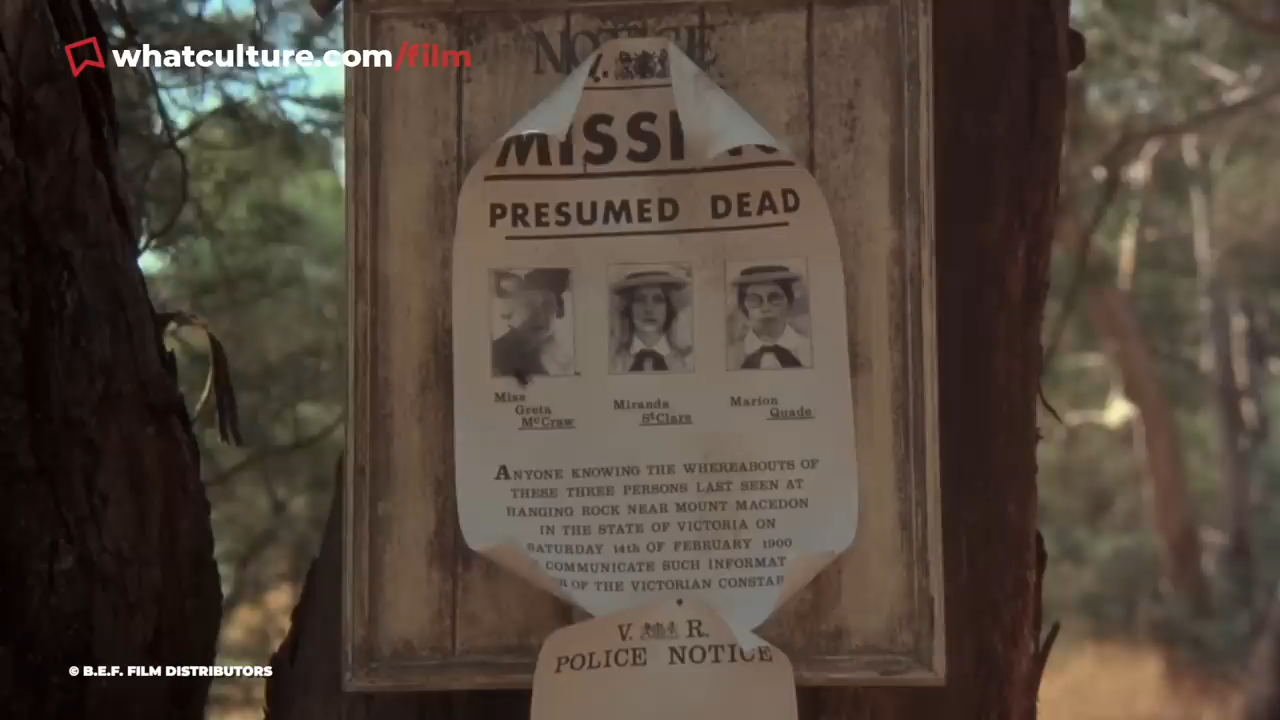 whatculture.com/film
NOTICE
V.
MISSI
PRESUMED DEAD
Miss Greta McCraw
Miranda St Clare
Marion Quade
ANYONE KNOWING THE WHEREABOUTS OF
THESE THREE PERSONS LAST SEEN AT
HANGING ROCK NEAR MOUNT MACEDON
IN THE STATE OF VICTORIA ON
SATURDAY 14th OF FEBRUARY 1900
COMMUNICATE SUCH INFORMAT
OF THE VICTORIAN CONSTAB
V. R.
POLICE NOTICE
© B.E.F. FILM DISTRIBUTORS